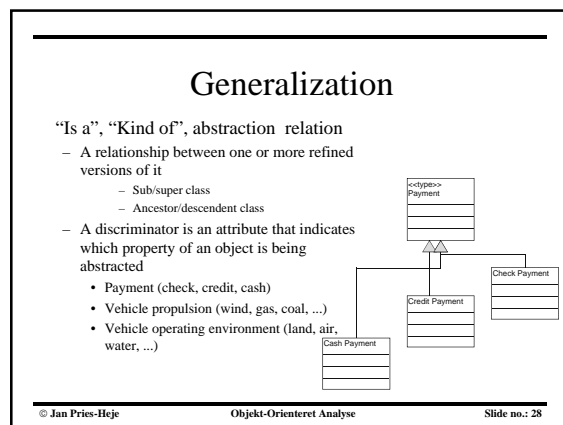 Generalization
“Is a”, “Kind of”, abstraction relation
– A relationship between one or more refined
versions of it
– Sub/super class
– Ancestor/descendent class
– A discriminator is an attribute that indicates
which property of an object is being
abstracted
• Payment (check, credit, cash)
• Vehicle propulsion (wind, gas, coal, ...)
• Vehicle operating environment (land, air,
water, ...)
<<type>>
Payment
Check Payment
Credit Payment
Cash Payment
© Jan Pries-Heje Objekt-Orienteret Analyse Slide no.: 28